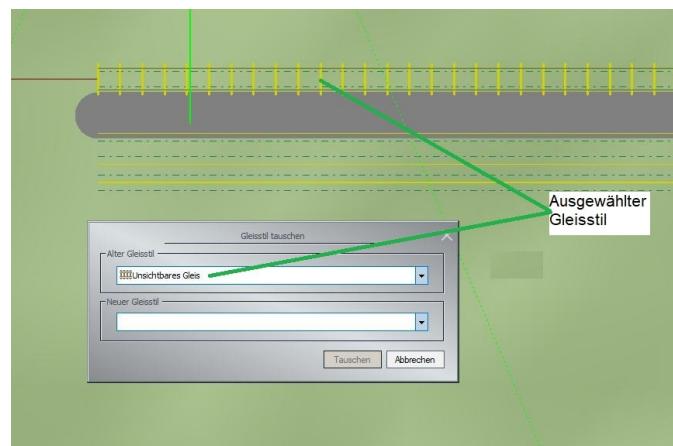 Ausgewählter
Gleisstil
Gleisstil tauschen
Alter Gleisstil
Unsichtbares Gleis
Neuer Gleisstil
Tauschen Abbrechen